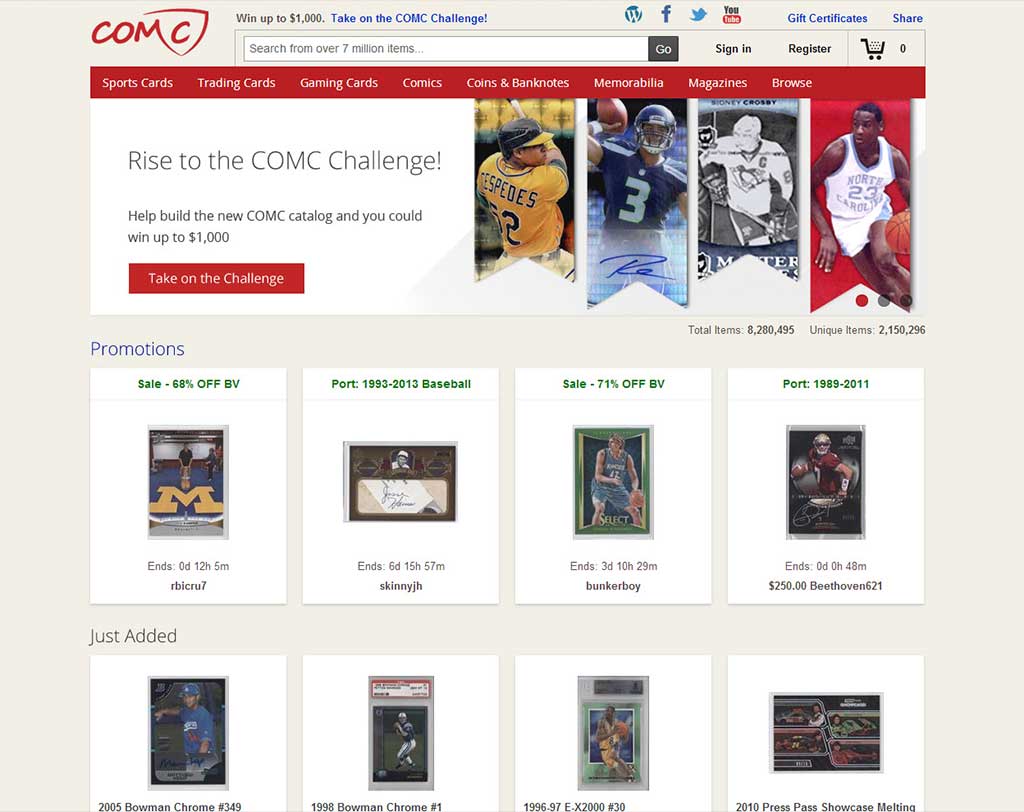 COMC
Win up to $1,000. Take on the COMC Challenge!
You
Tube
Gift Certificates
Share
Search from over 7 million items...
Go
Sign in
Register
0
Sports Cards
Trading Cards
Gaming Cards
Comics
Coins & Banknotes
Memorabilia
Magazines
Browse
Rise to the COMC Challenge!
Help build the new COMC catalog and you could
win up to $1,000
Take on the Challenge
CESPEDES
52
3
SIDNEY CROSBY
C
NORTH
23
CAROLINA
Total Items: 8,280,495
Unique Items: 2,150,296
Promotions
Sale - 68% OFF BV
Port: 1993-2013 Baseball
Sale - 71% OFF BV
Port: 1989-2011
M
SELECT
Ends: 0d 12h 5m
Ends: 6d 15h 57m
Ends: 3d 10h 29m
Ends: 0d 0h 48m
rbicru7
skinnyjh
bunkerboy
$250.00 Beethoven621
Just Added
2005 Bowman Chrome #349
1998 Bowman Chrome #1
1996-97 E-X2000 #30
2010 Press Pass Showcase Melting